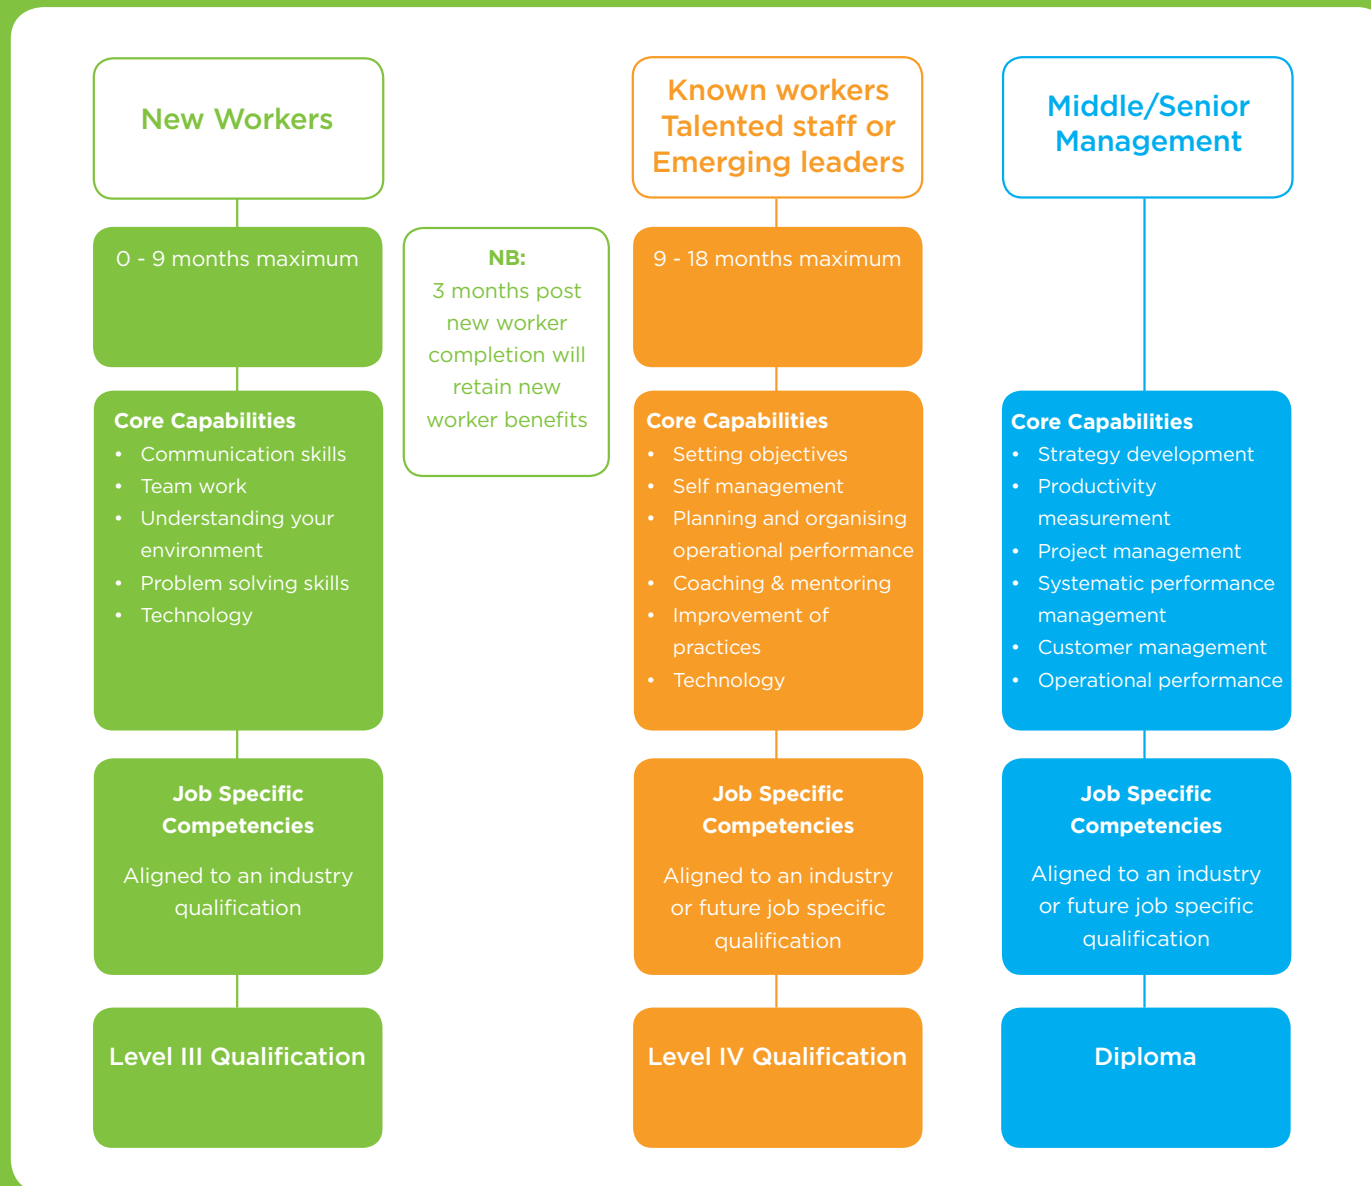 New Workers
0 - 9 months maximum
Core Capabilities
• Communication skills
• Team work
• Understanding your
environment
• Problem solving skills
• Technology
Job Specific
Competencies
Aligned to an industry
qualification
Level III Qualification
NB:
3 months post
new worker
completion will
retain new
worker benefits
Known workers
Talented staff or
Emerging leaders
9 - 18 months maximum
Core Capabilities
• Setting objectives
• Self management
• Planning and organising
operational performance
• Coaching & mentoring
• Improvement of
practices
• Technology
Job Specific
Competencies
Aligned to an industry
or future job specific
qualification
Level IV Qualification
Middle/Senior
Management
Core Capabilities
• Strategy development
• Productivity
measurement
• Project management
• Systematic performance
management
• Customer management
• Operational performance
Job Specific
Competencies
Aligned to an industry
or future job specific
qualification
Diploma